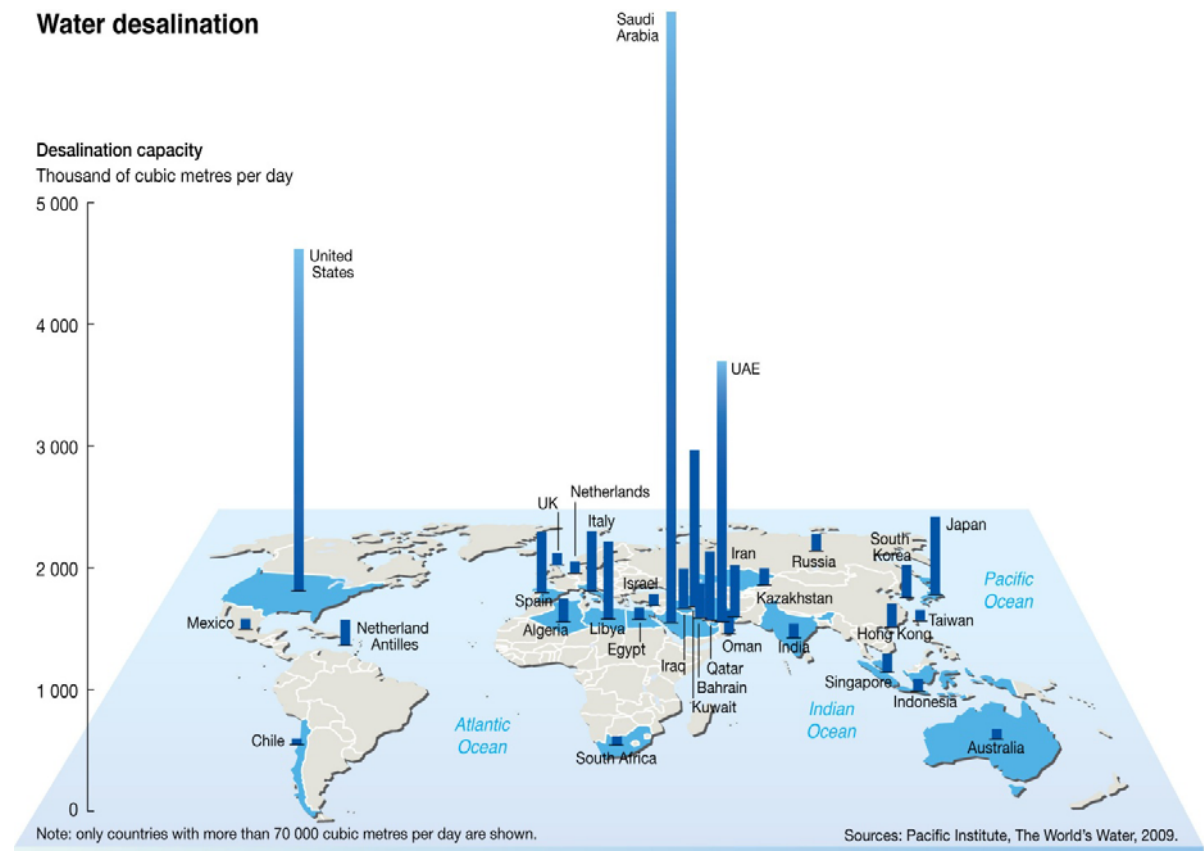 Water desalination
Saudi
Arabia
Desalination capacity
Thousand of cubic metres per day
5 000
4 000
3 000
2 000
1 000
0
United
States
UAE
UK
Netherlands
Italy
Japan
South
Korea
Iran
Russia
Israel
Kazakhstan
Pacific
Ocean
Spain
Mexico
Netherland
Antilles
Algeria
Libya
Egypt
Taiwan
Hong Kong
Oman
India
Iraq
Qatar
Bahrain
Kuwait
Singapore
Indonesia
Atlantic
Ocean
Indian
Ocean
Chile
South Africa
Australia
Note: only countries with more than 70 000 cubic metres per day are shown.
Sources: Pacific Institute, The World's Water, 2009.